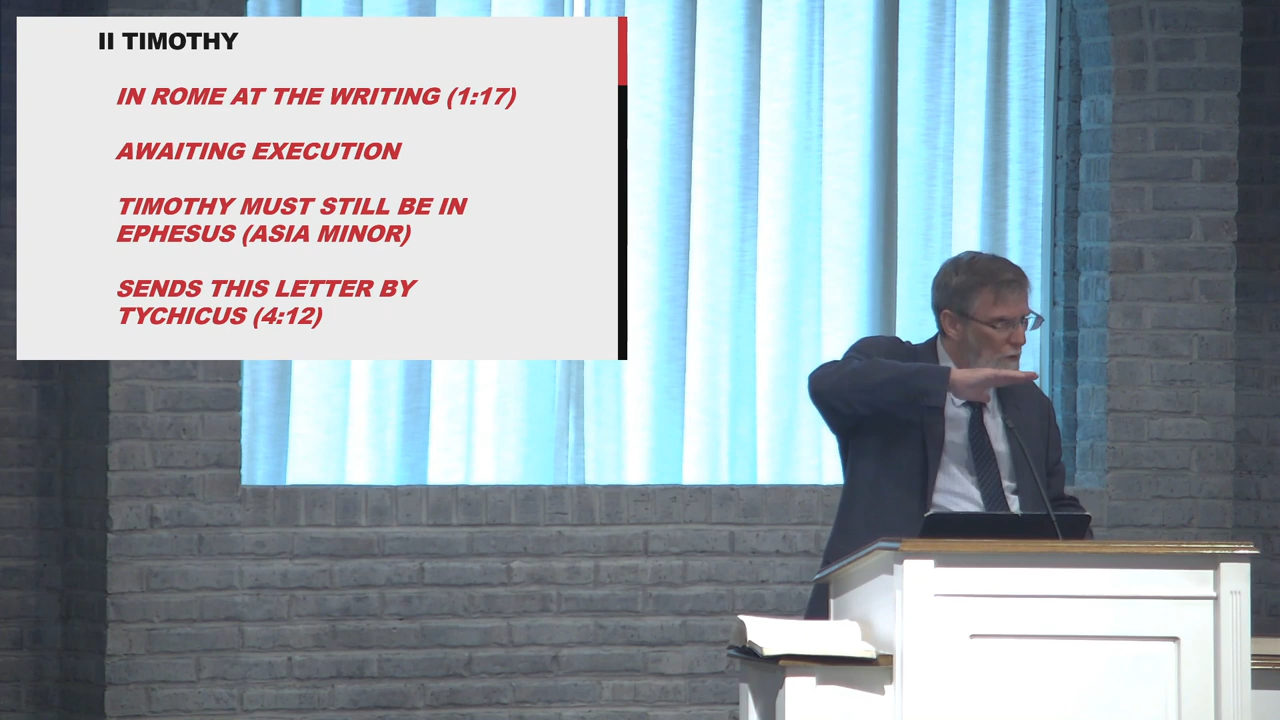 II TIMOTHY
IN ROME AT THE WRITING (1:17)
AWAITING EXECUTION
TIMOTHY MUST STILL BE IN
EPHESUS (ASIA MINOR)
SENDS THIS LETTER BY
TYCHICUS (4:12)